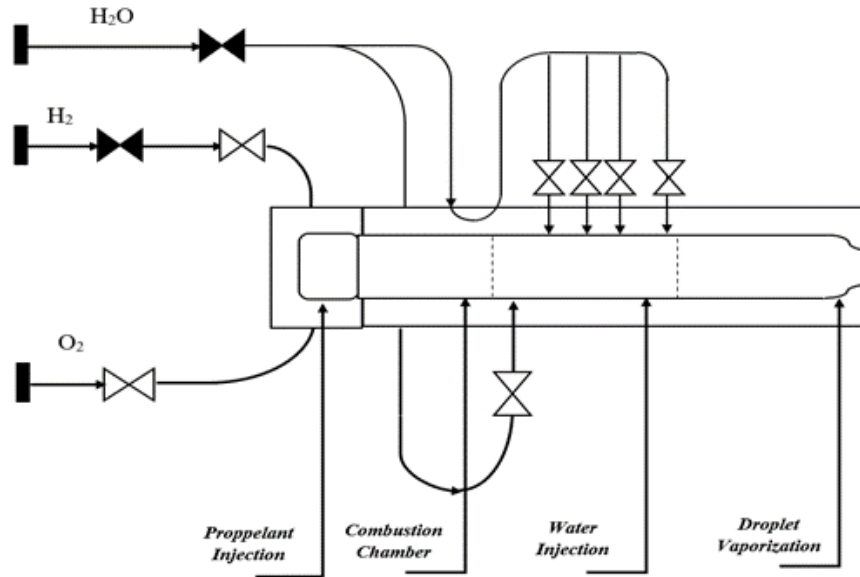 H₂O
H₂
O₂
Proppelant
Injection
Combustion
Chamber
Water
Injection
Droplet
Vaporization